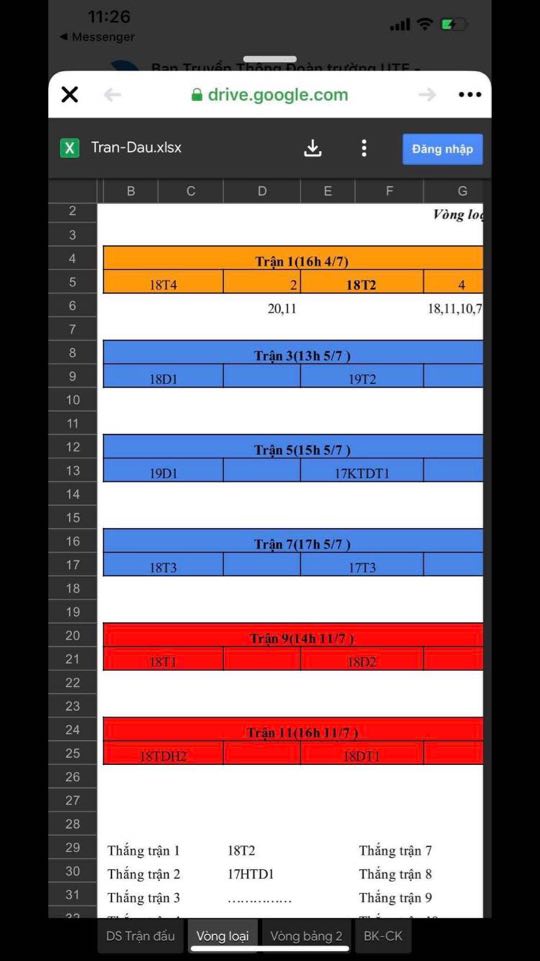 11:26
◀ Messenger
Ban Truyền Thông Đoàn trường UTE -
drive.google.com
X Tran-Dau.xlsx
Đăng nhập
B C D E F G
2 Vòng loạ
3
4 Trận 1(16h 4/7)
5 18T4 2 18T2 4
6 20,11 18,11,10,7
7
8 Trận 3(13h 5/7 )
9 18D1 19T2
10
11
12 Trận 5(15h 5/7 )
13 19D1 17KTDT1
14
15
16 Trận 7(17h 5/7 )
17 18T3 17T3
18
19
20 Trận 9(14h 11/7 )
21 18T1 18D2
22
23
24 Trận 11(16h 11/7 )
25 18TDH2 18DT1
26
27
28
29 Thắng trận 1 18T2 Thắng trận 7
30 Thắng trận 2 17HTD1 Thắng trận 8
31 Thắng trận 3 …………… Thắng trận 9
32
DS Trận đấu Vòng loại Vòng bảng 2 BK-CK